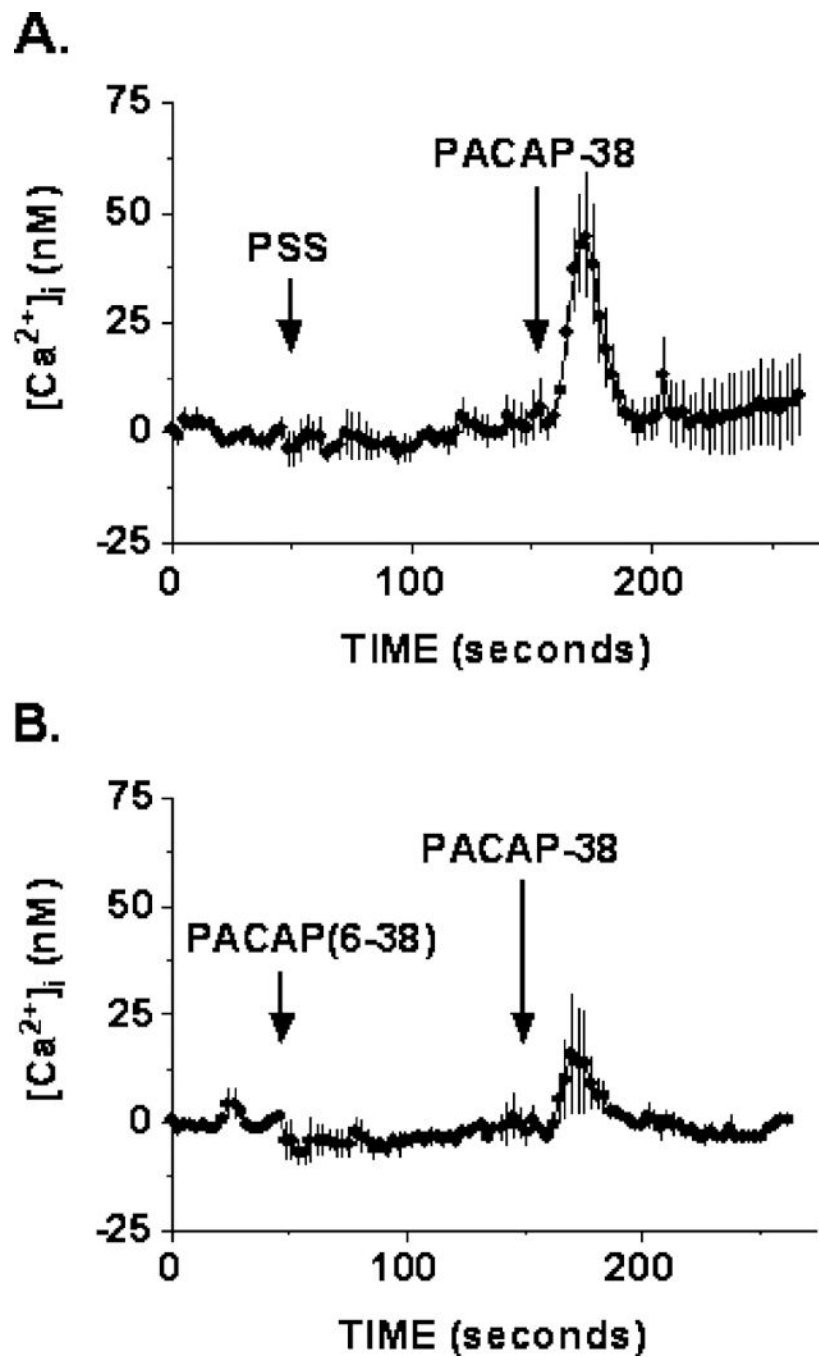 A.
75
50
25
0
-25
[Ca²⁺]ᵢ (nM)
PSS
PACAP-38
0
100
200
TIME (seconds)
B.
75
50
25
0
-25
[Ca²⁺]ᵢ (nM)
PACAP(6-38)
PACAP-38
0
100
200
TIME (seconds)